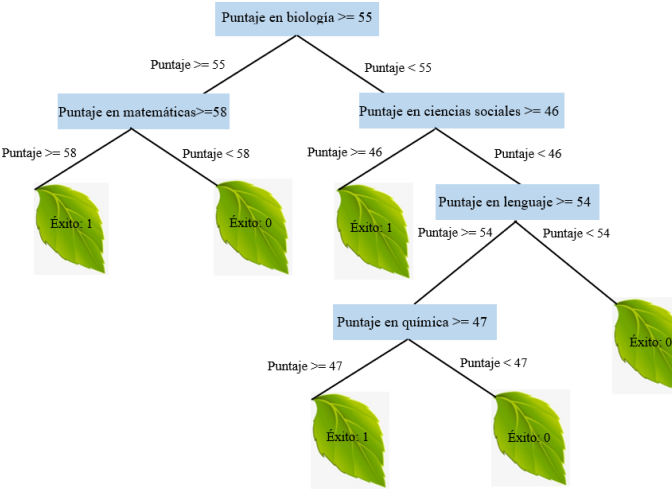 Puntaje en biología >= 55
Puntaje >= 55
Puntaje < 55
Puntaje en matemáticas>=58
Puntaje en ciencias sociales >= 46
Puntaje >= 58
Puntaje < 58
Puntaje >= 46
Puntaje < 46
Éxito: 1
Éxito: 0
Éxito: 1
Puntaje en lenguaje >= 54
Puntaje >= 54
Puntaje < 54
Puntaje en química >= 47
Éxito: 0
Puntaje >= 47
Puntaje < 47
Éxito: 1
Éxito: 0